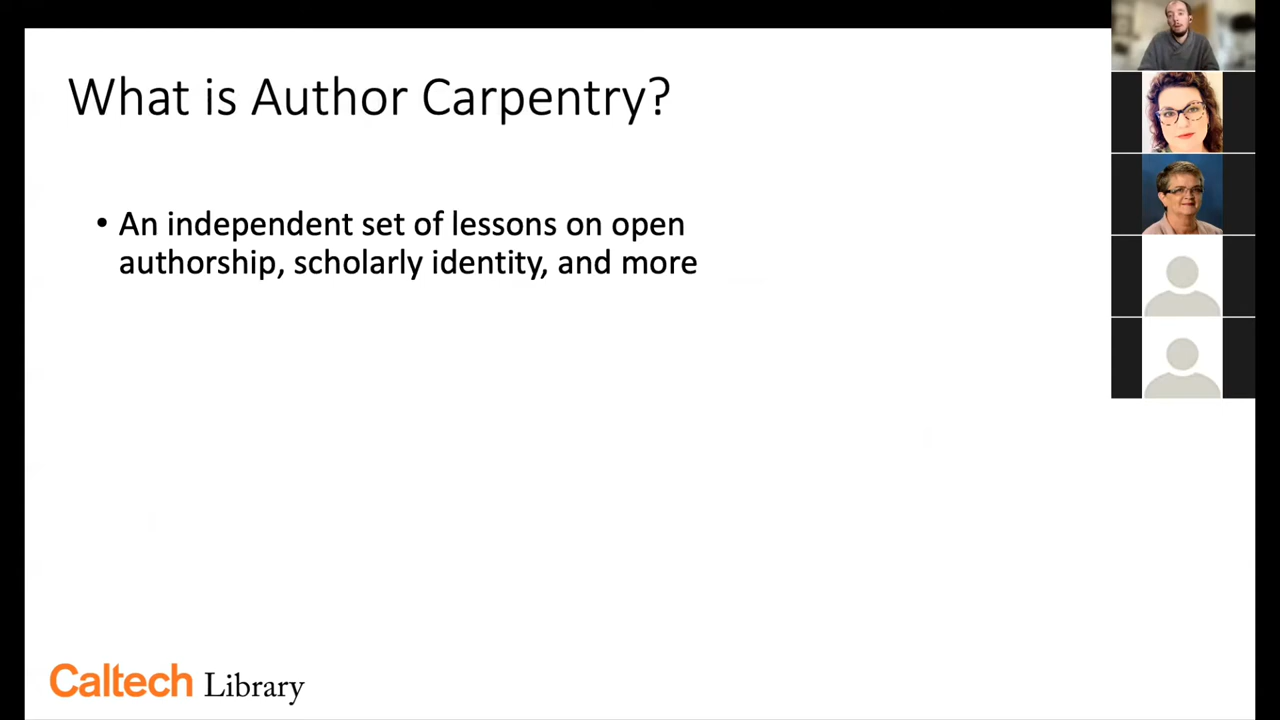 What is Author Carpentry?
• An independent set of lessons on open
authorship, scholarly identity, and more
Caltech Library